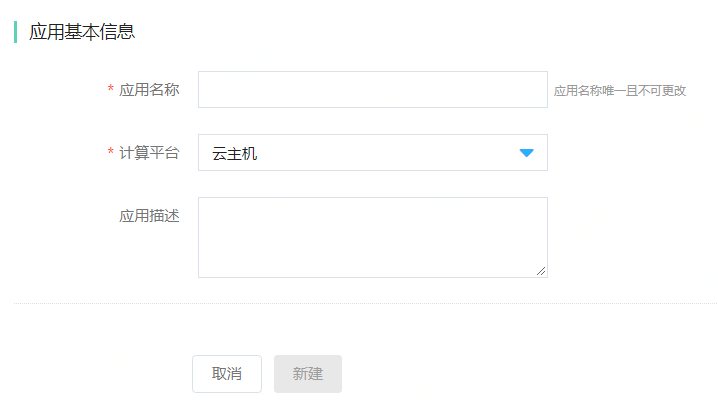 应用基本信息
* 应用名称 应用名称唯一且不可更改
* 计算平台 云主机
应用描述
取消 新建